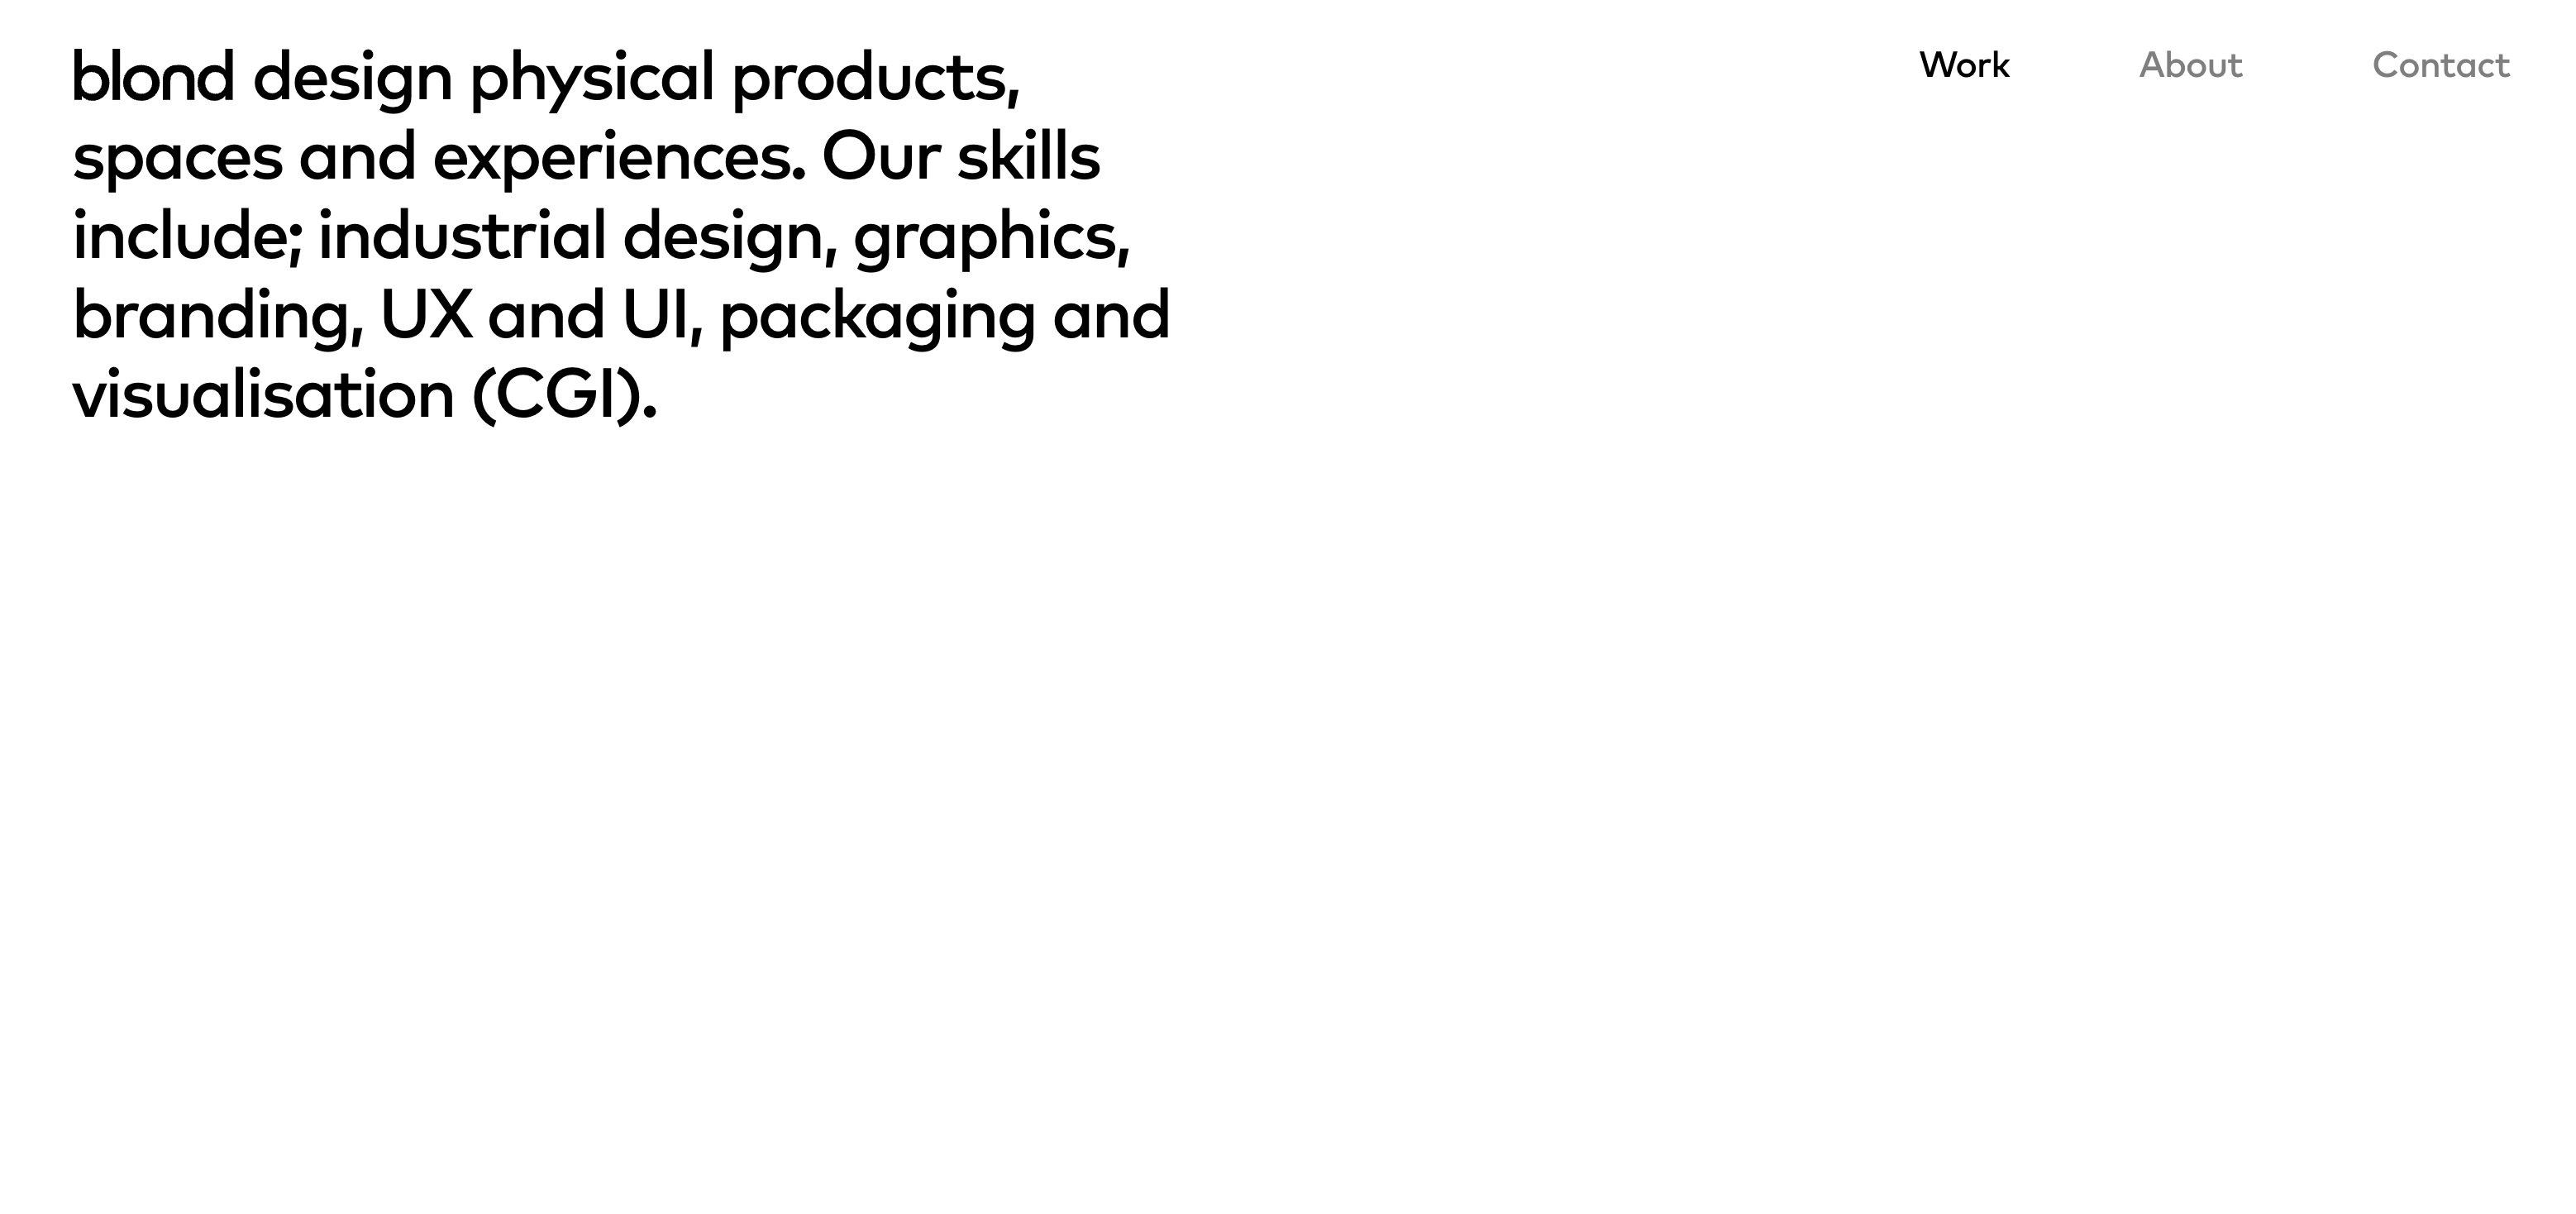 blond design physical products,
spaces and experiences. Our skills
include; industrial design, graphics,
branding, UX and UI, packaging and
visualisation (CGI).
Work
About
Contact